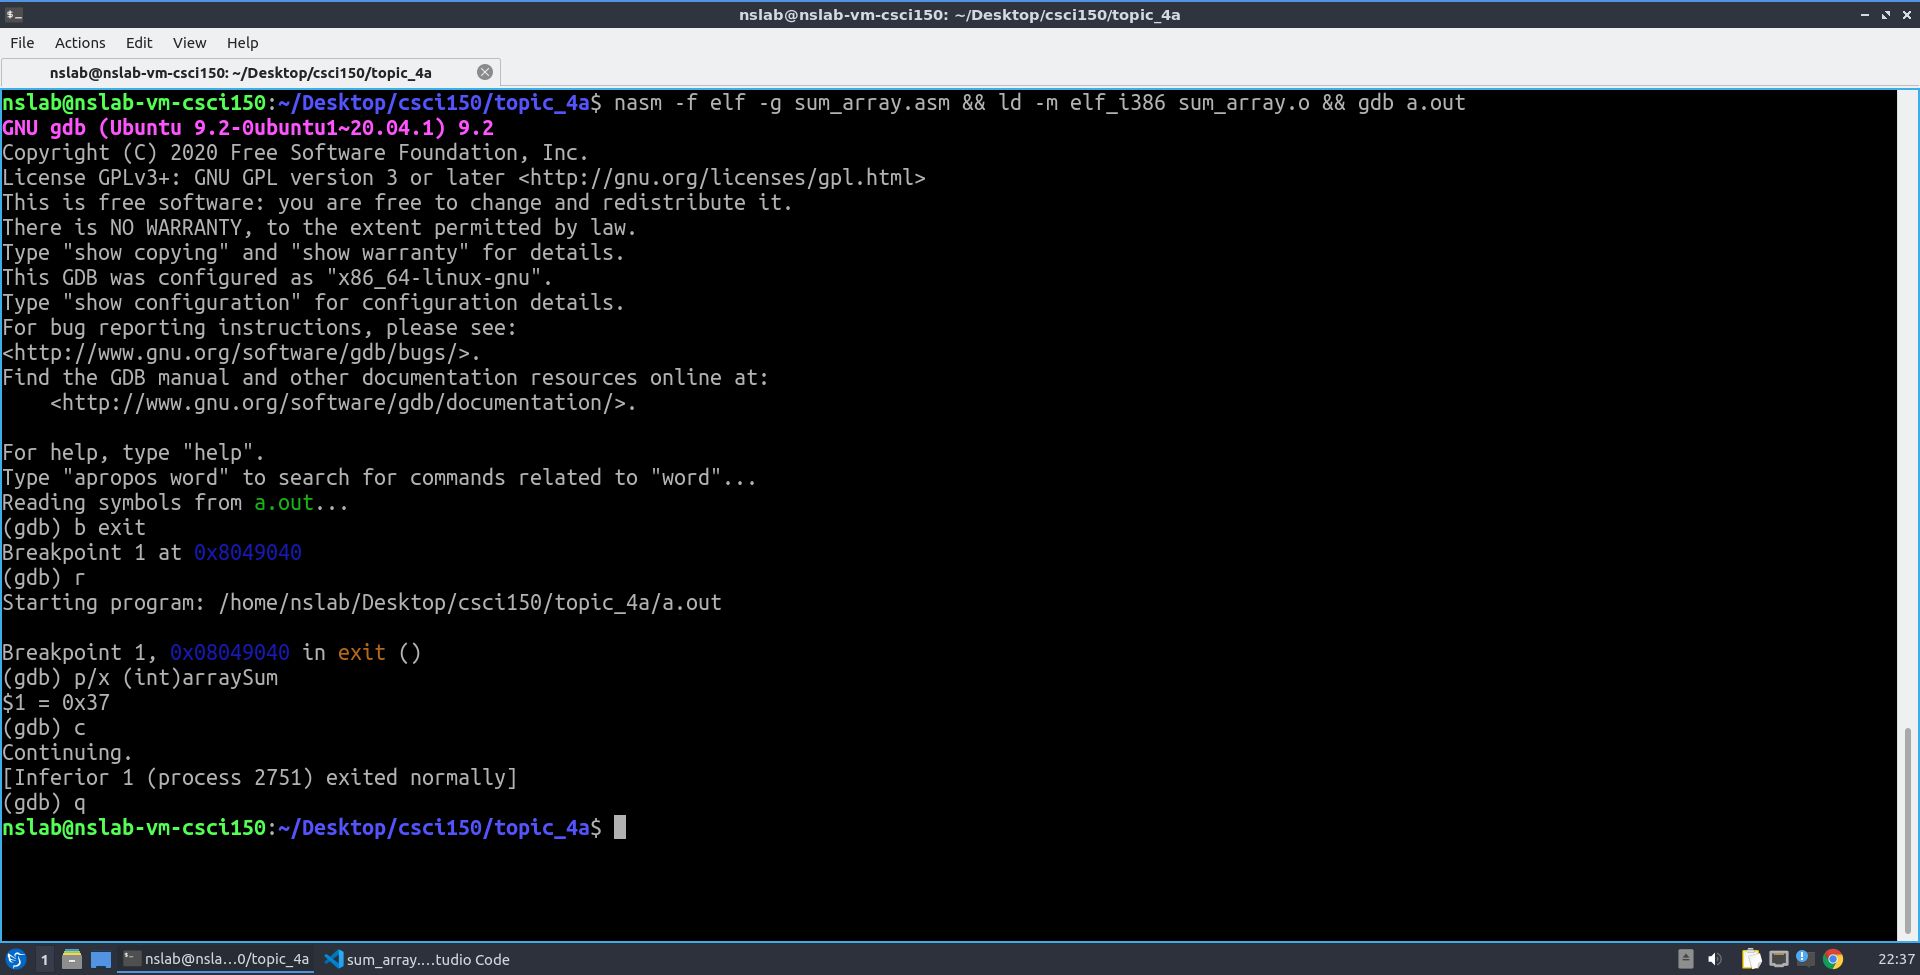 nslab@nslab-vm-csci150: ~/Desktop/csci150/topic_4a
File Actions Edit View Help
nslab@nslab-vm-csci150: ~/Desktop/csci150/topic_4a
nslab@nslab-vm-csci150:~/Desktop/csci150/topic_4a$ nasm -f elf -g sum_array.asm && ld -m elf_i386 sum_array.o && gdb a.out
GNU gdb (Ubuntu 9.2-0ubuntu1~20.04.1) 9.2
Copyright (C) 2020 Free Software Foundation, Inc.
License GPLv3+: GNU GPL version 3 or later <http://gnu.org/licenses/gpl.html>
This is free software: you are free to change and redistribute it.
There is NO WARRANTY, to the extent permitted by law.
Type "show copying" and "show warranty" for details.
This GDB was configured as "x86_64-linux-gnu".
Type "show configuration" for configuration details.
For bug reporting instructions, please see:
<http://www.gnu.org/software/gdb/bugs/>.
Find the GDB manual and other documentation resources online at:
    <http://www.gnu.org/software/gdb/documentation/>.
For help, type "help".
Type "apropos word" to search for commands related to "word"...
Reading symbols from a.out...
(gdb) b exit
Breakpoint 1 at 0x8049040
(gdb) r
Starting program: /home/nslab/Desktop/csci150/topic_4a/a.out
Breakpoint 1, 0x08049040 in exit ()
(gdb) p/x (int)arraySum
$1 = 0x37
(gdb) c
Continuing.
[Inferior 1 (process 2751) exited normally]
(gdb) q
nslab@nslab-vm-csci150:~/Desktop/csci150/topic_4a$
1 nslab@nsla...0/topic_4a sum_array....tudio Code 22:37